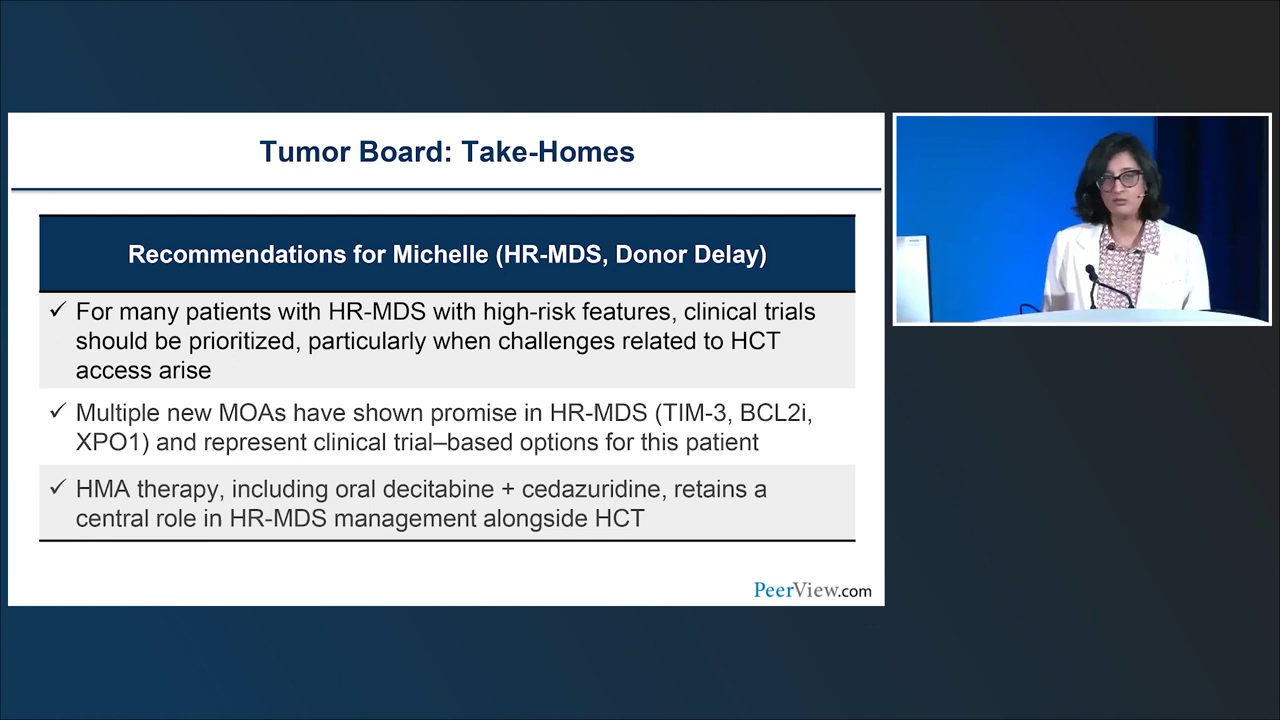 Tumor Board: Take-Homes
Recommendations for Michelle (HR-MDS, Donor Delay)
✓ For many patients with HR-MDS with high-risk features, clinical trials
should be prioritized, particularly when challenges related to HCT
access arise
✓ Multiple new MOAs have shown promise in HR-MDS (TIM-3, BCL2i,
XPO1) and represent clinical trial–based options for this patient
✓ HMA therapy, including oral decitabine + cedazuridine, retains a
central role in HR-MDS management alongside HCT
PeerView.com